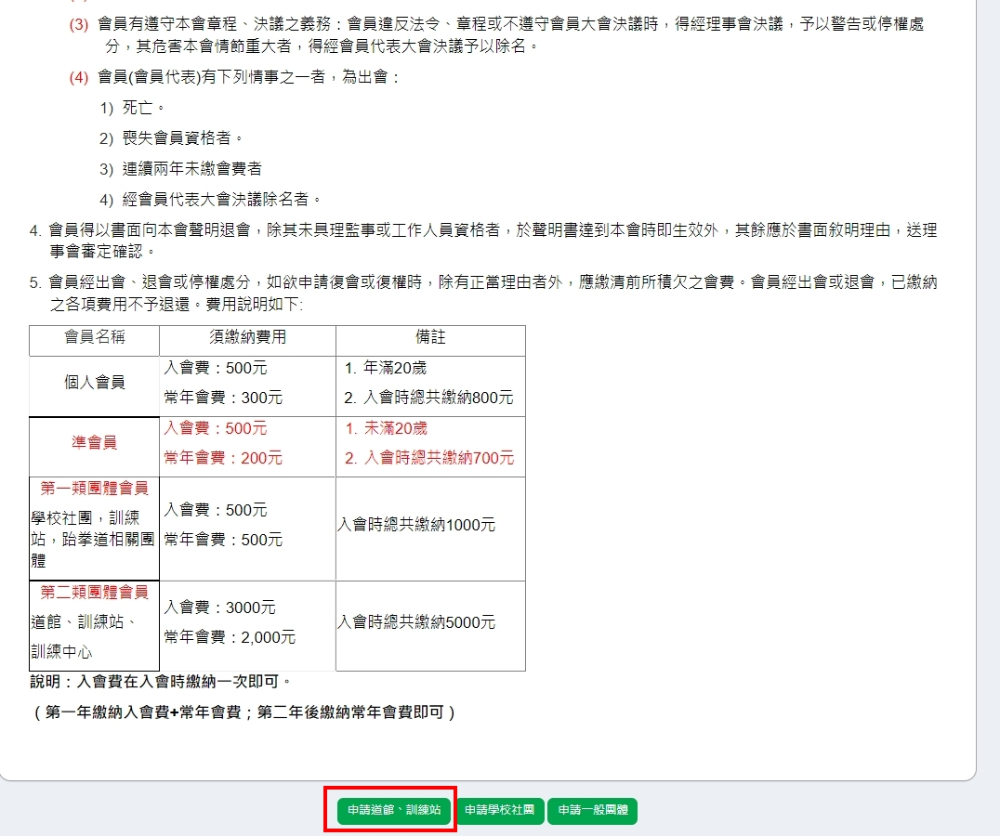 (3) 會員有遵守本會章程、決議之義務：會員違反法令、章程或不遵守會員大會決議時，得經理事會決議，予以警告或停權處
分，其危害本會情節重大者，得經會員代表大會決議予以除名。
(4) 會員(會員代表)有下列情事之一者，為出會：
1) 死亡。
2) 喪失會員資格者。
3) 連續兩年未繳會費者
4) 經會員代表大會決議除名者。
4. 會員得以書面向本會聲明退會，除其未具理監事或工作人員資格者，於聲明書達到本會時即生效外，其餘應於書面敘明理由，送理
事會審定確認。
5. 會員經出會、退會或停權處分，如欲申請復會或復權時，除有正當理由者外，應繳清前所積欠之會費。會員經出會或退會，已繳納
之各項費用不予退還。費用說明如下:
會員名稱 須繳納費用 備註
個人會員
入會費：500元
常年會費：300元
1. 年滿20歲
2. 入會時總共繳納800元
準會員
入會費：500元
常年會費：200元
1. 未滿20歲
2. 入會時總共繳納700元
第一類團體會員
學校社團，訓練
站，跆拳道相關團
體
入會費：500元
常年會費：500元
入會時總共繳納1000元
第二類團體會員
道館、訓練站、
訓練中心
入會費：3000元
常年會費：2,000元
入會時總共繳納5000元
說明：入會費在入會時繳納一次即可。
（第一年繳納入會費+常年會費；第二年後繳納常年會費即可）
申請道館、訓練站 申請學校社團 申請一般團體